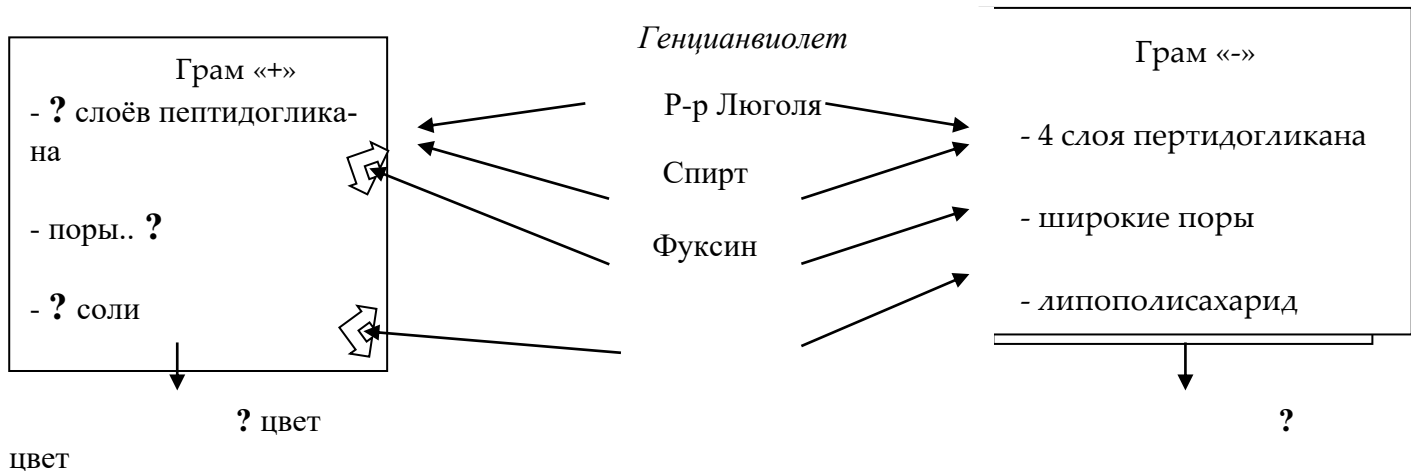 Грам «+»
- ? слоёв пептидоглика-
на
- поры.. ?
- ? соли
? цвет
цвет
Генцианвиолет
Р-р Люголя
Спирт
Фуксин
Грам «-»
- 4 слоя пертидогликана
- широкие поры
- липополисахарид
?